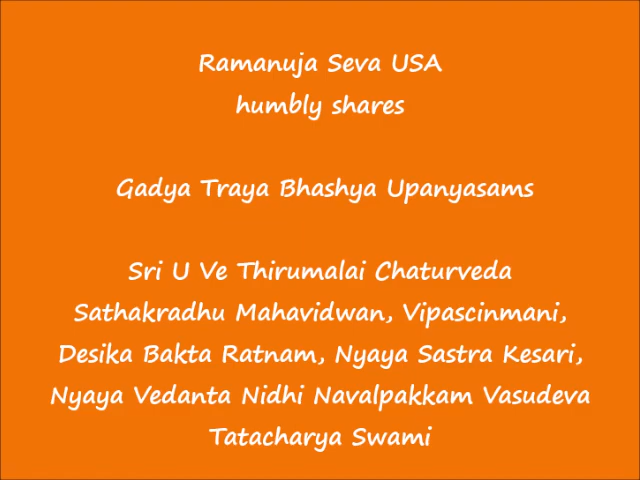 Ramanuja Seva USA
humbly shares
Gadya Traya Bhashya Upanyasams
Sri U Ve Thirumalai Chaturveda
Sathakradhu Mahavidwan, Vipascinmani,
Desika Bakta Ratnam, Nyaya Sastra Kesari,
Nyaya Vedanta Nidhi Navalpakkam Vasudeva
Tatacharya Swami